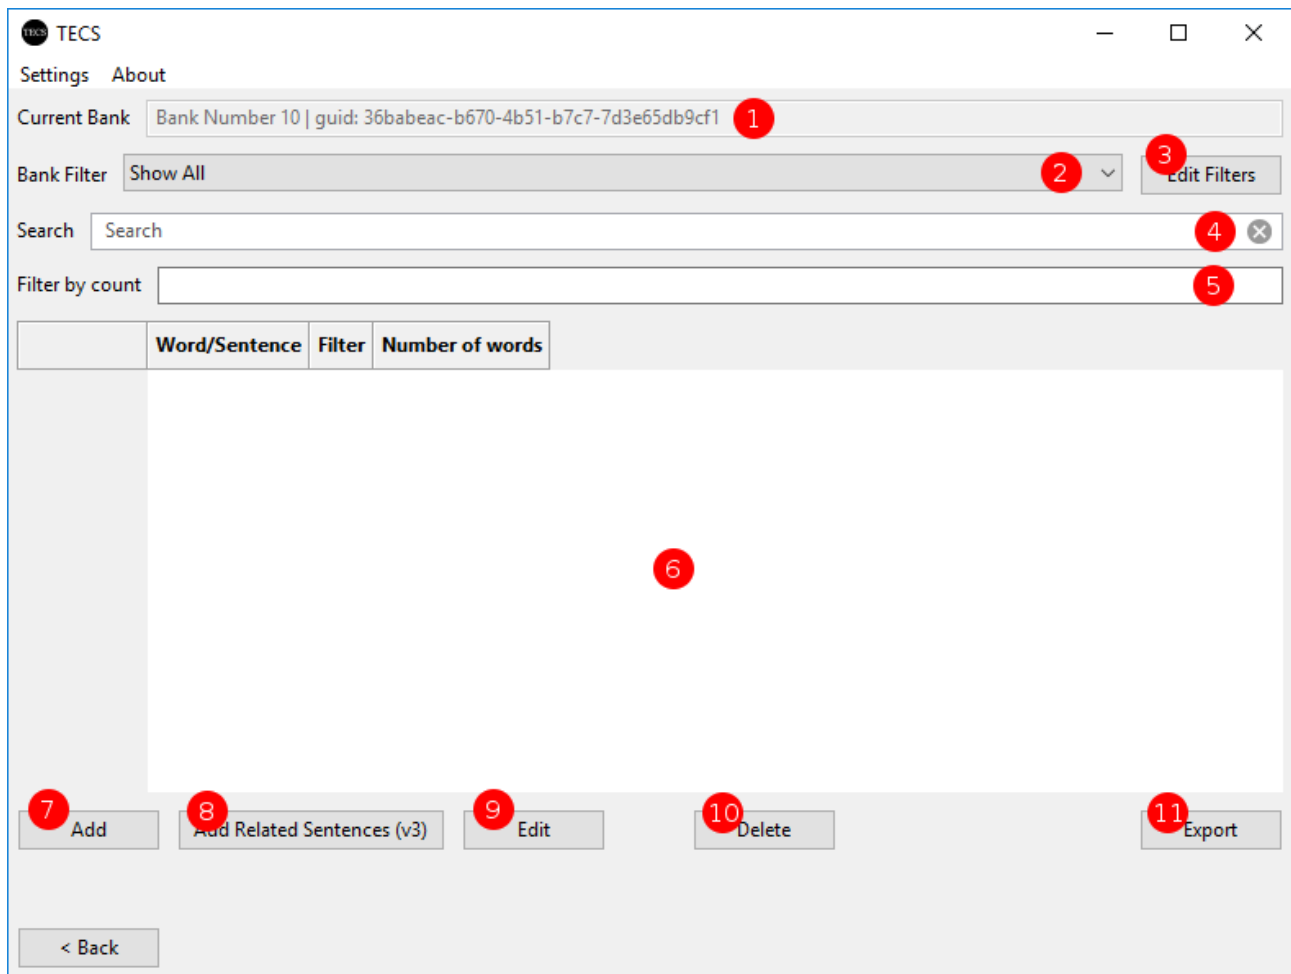 TECS TECS
Settings About
Current Bank Bank Number 10 | guid: 36babeac-b670-4b51-b7c7-7d3e65db9cf1 1
Bank Filter Show All 2 3 Edit Filters
Search Search 4
Filter by count 5
Word/Sentence Filter Number of words
6
7 8 9 10 11
Add Add Related Sentences (v3) Edit Delete Export
< Back